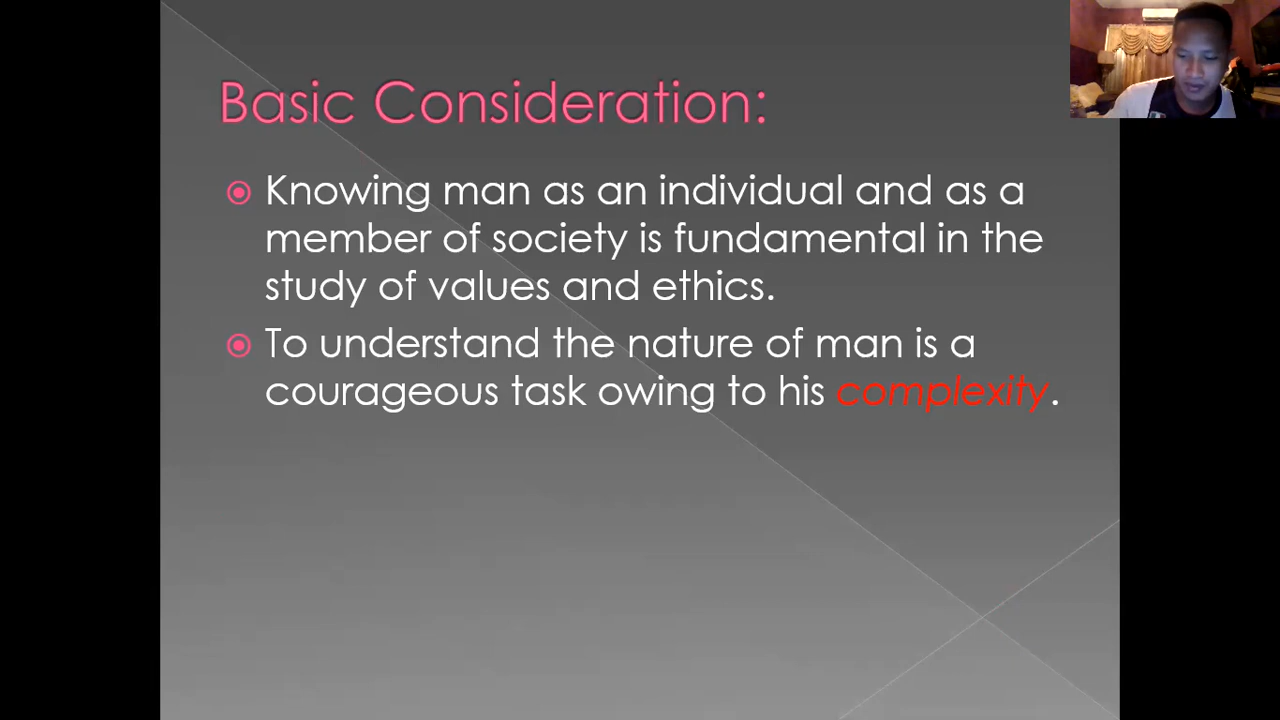 Basic Consideration:
Knowing man as an individual and as a
member of society is fundamental in the
study of values and ethics.
To understand the nature of man is a
courageous task owing to his complexity.